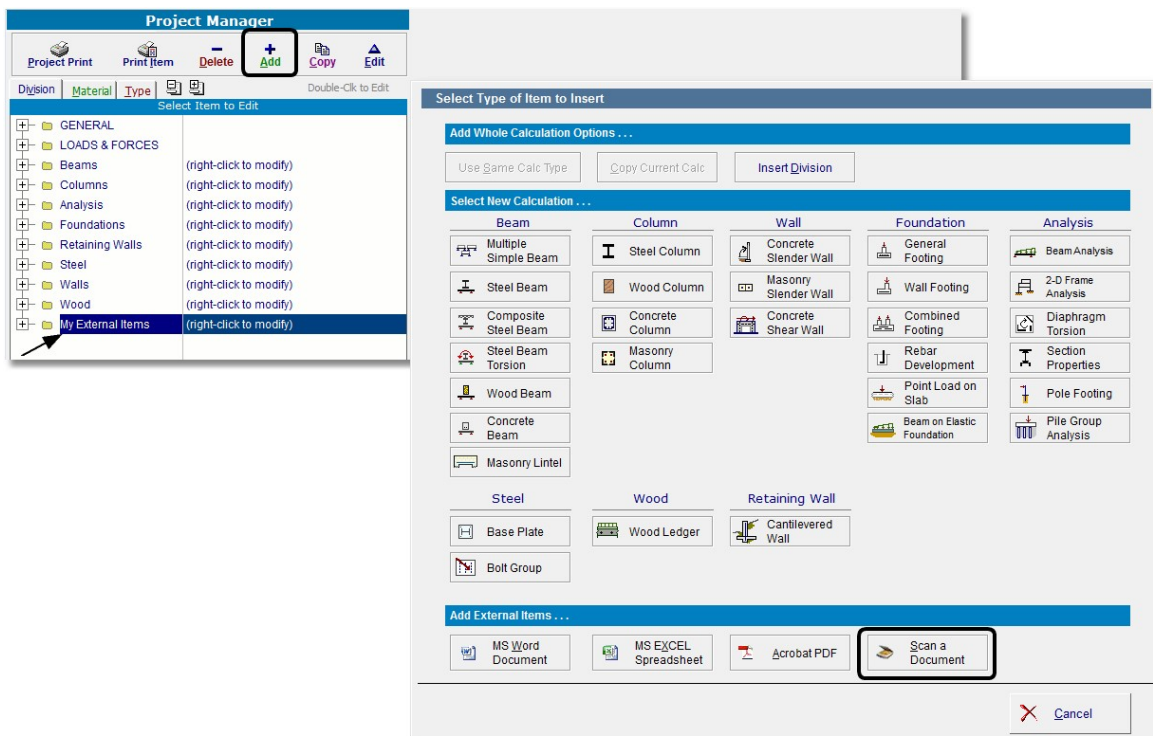 Project Manager
Project Print
Print Item
Delete
Add
Copy
Edit
Division
Material
Type
Double-Clk to Edit
Select Item to Edit
GENERAL
LOADS & FORCES
Beams (right-click to modify)
Columns (right-click to modify)
Analysis (right-click to modify)
Foundations (right-click to modify)
Retaining Walls (right-click to modify)
Steel (right-click to modify)
Walls (right-click to modify)
Wood (right-click to modify)
My External Items (right-click to modify)
Select Type of Item to Insert
Add Whole Calculation Options . . .
Use Same Calc Type
Copy Current Calc
Insert Division
Select New Calculation . . .
Beam
Multiple
Simple Beam
Steel Beam
Composite
Steel Beam
Steel Beam
Torsion
Wood Beam
Concrete
Beam
Masonry Lintel
Column
Steel Column
Wood Column
Concrete
Column
Masonry
Column
Wall
Concrete
Slender Wall
Masonry
Slender Wall
Concrete
Shear Wall
Foundation
General
Footing
Wall Footing
Combined
Footing
Rebar
Development
Point Load on
Slab
Beam on Elastic
Foundation
Analysis
Beam Analysis
2-D Frame
Analysis
Diaphragm
Torsion
Section
Properties
Pole Footing
Pile Group
Analysis
Steel
Base Plate
Bolt Group
Wood
Wood Ledger
Retaining Wall
Cantilevered
Wall
Add External Items . . .
MS Word
Document
MS EXCEL
Spreadsheet
Acrobat PDF
Scan a
Document
Cancel